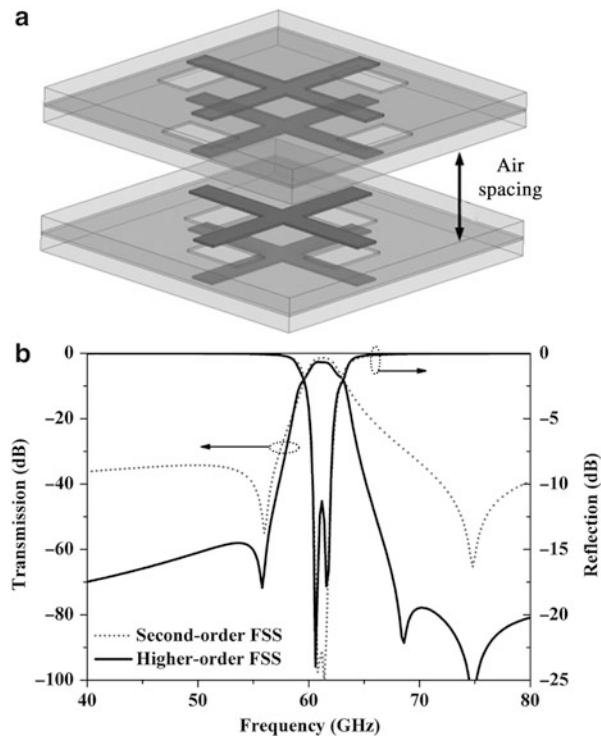 a
Air
spacing
b
0
−20
−40
−60
−80
−100
Transmission (dB)
0
−5
−10
−15
−20
−25
Reflection (dB)
Second-order FSS
Higher-order FSS
40
50
60
70
80
Frequency (GHz)